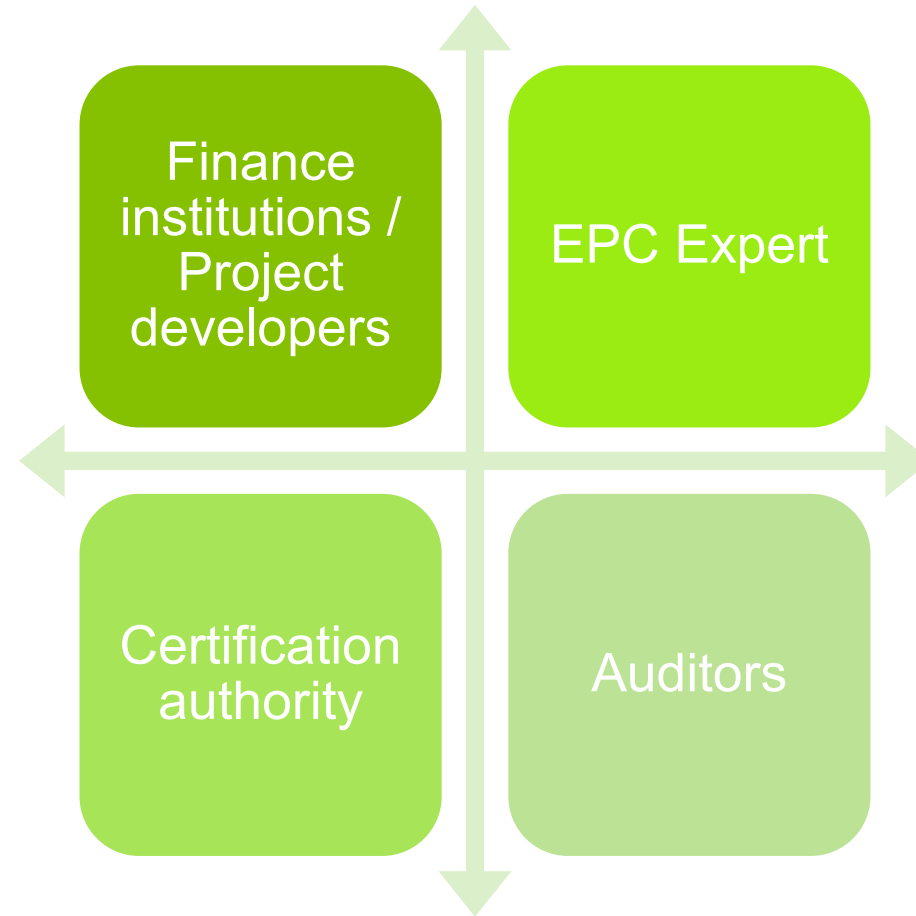 Finance
institutions /
Project
developers
EPC Expert
Certification
authority
Auditors